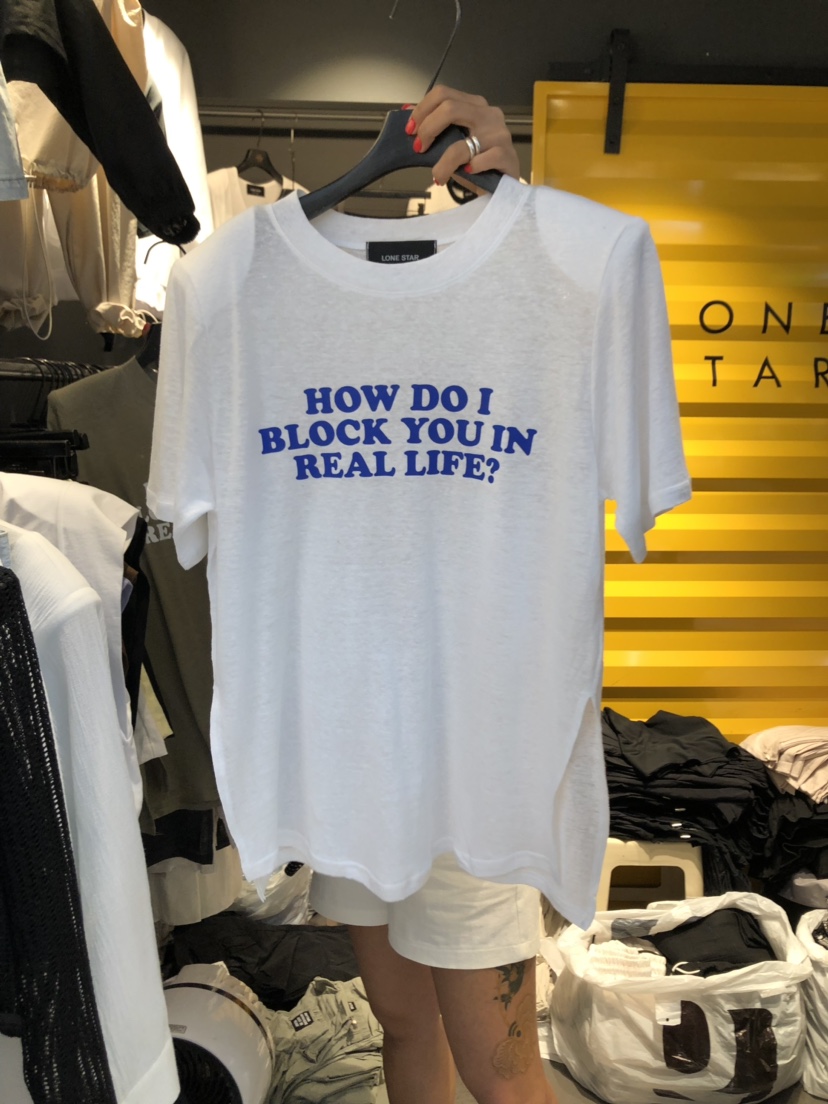 LONE STAR
HOW DO I
BLOCK YOU IN
REAL LIFE?
ONE
TAR